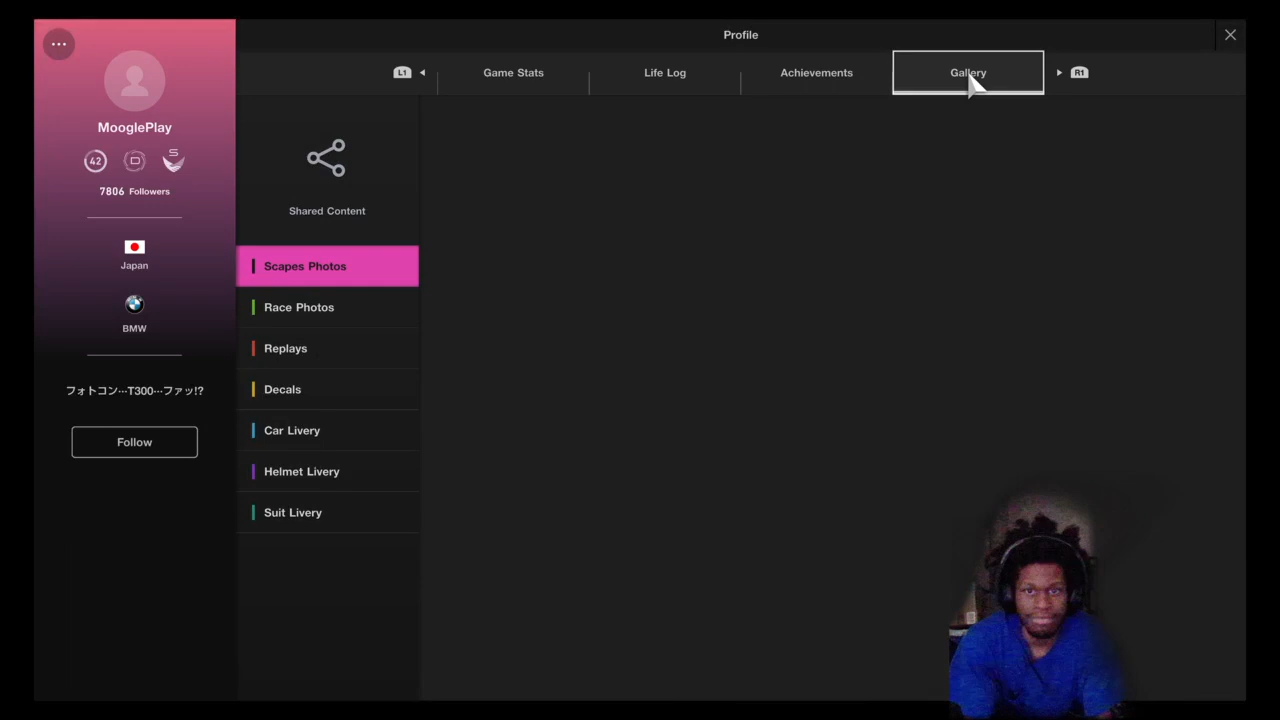 Profile
L1
Game Stats
Life Log
Achievements
Gallery
R1
MooglePlay
42
D
S
7806 Followers
Japan
BMW
フォトコン…T300…ファッ!?
Follow
Shared Content
Scapes Photos
Race Photos
Replays
Decals
Car Livery
Helmet Livery
Suit Livery